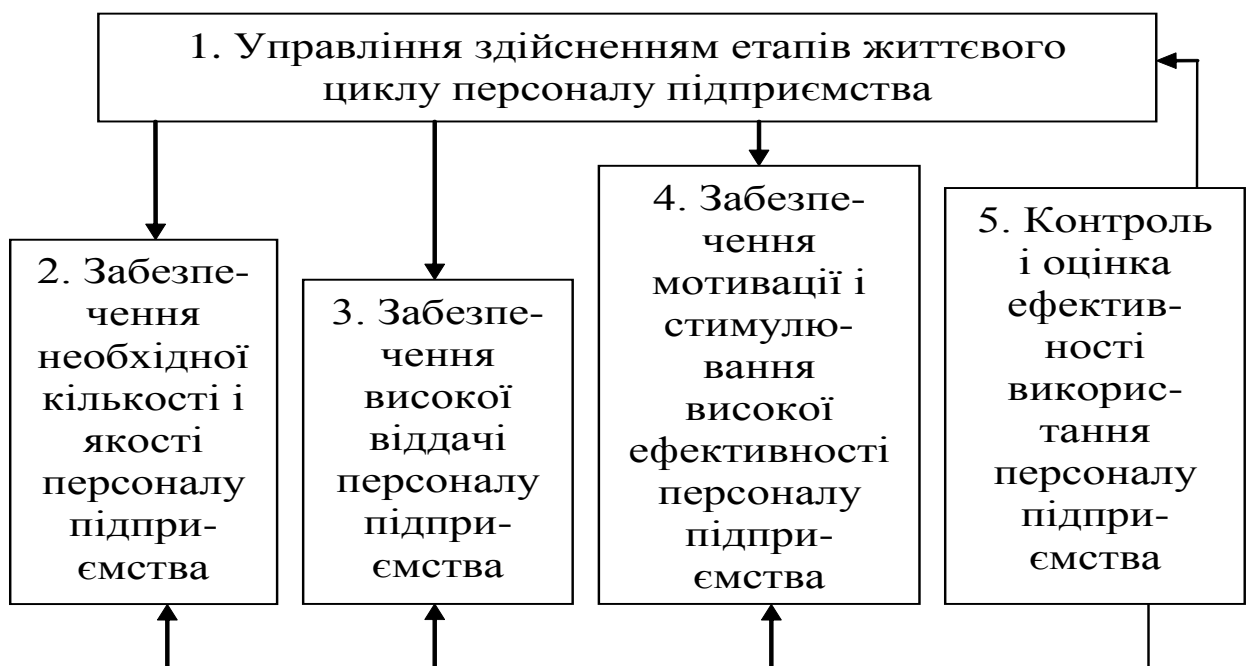 1. Управління здійсненням етапів життєвого
циклу персоналу підприємства
2. Забезпе-
чення
необхідної
кількості і
якості
персоналу
підпри-
ємства
3. Забезпе-
чення
високої
віддачі
персоналу
підпри-
ємства
4. Забезпе-
чення
мотивації і
стимулю-
вання
високої
ефективності
персоналу
підпри-
ємства
5. Контроль
і оцінка
ефектив-
ності
викорис-
тання
персоналу
підпри-
ємства